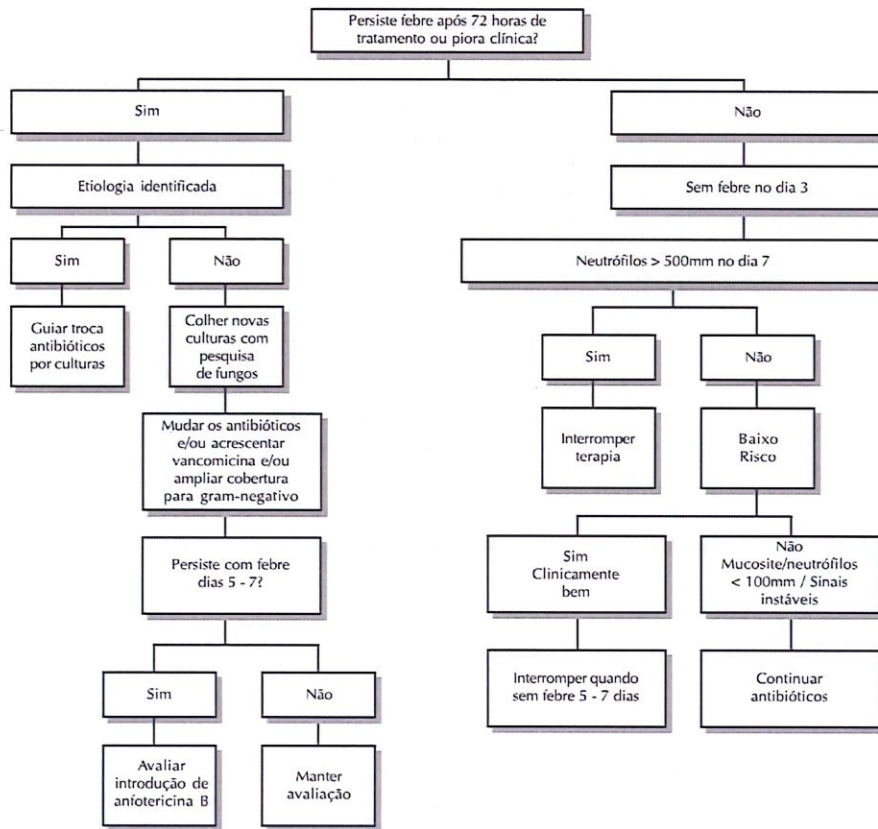 Persiste febre após 72 horas de
tratamento ou piora clínica?
Sim
Não
Etiologia identificada
Sem febre no dia 3
Sim
Não
Neutrófilos > 500mm no dia 7
Guiar troca
antibióticos
por culturas
Colher novas
culturas com
pesquisa
de fungos
Sim
Não
Mudar os antibióticos
e/ou acrescentar
vancomicina e/ou
ampliar cobertura
para gram-negativo
Interromper
terapia
Baixo
Risco
Persiste com febre
dias 5 - 7?
Sim
Clinicamente
bem
Não
Mucosite/neutrófilos
< 100mm / Sinais
instáveis
Sim
Não
Interromper quando
sem febre 5 - 7 dias
Continuar
antibióticos
Avaliar
introdução de
anfotericina B
Manter
avaliação